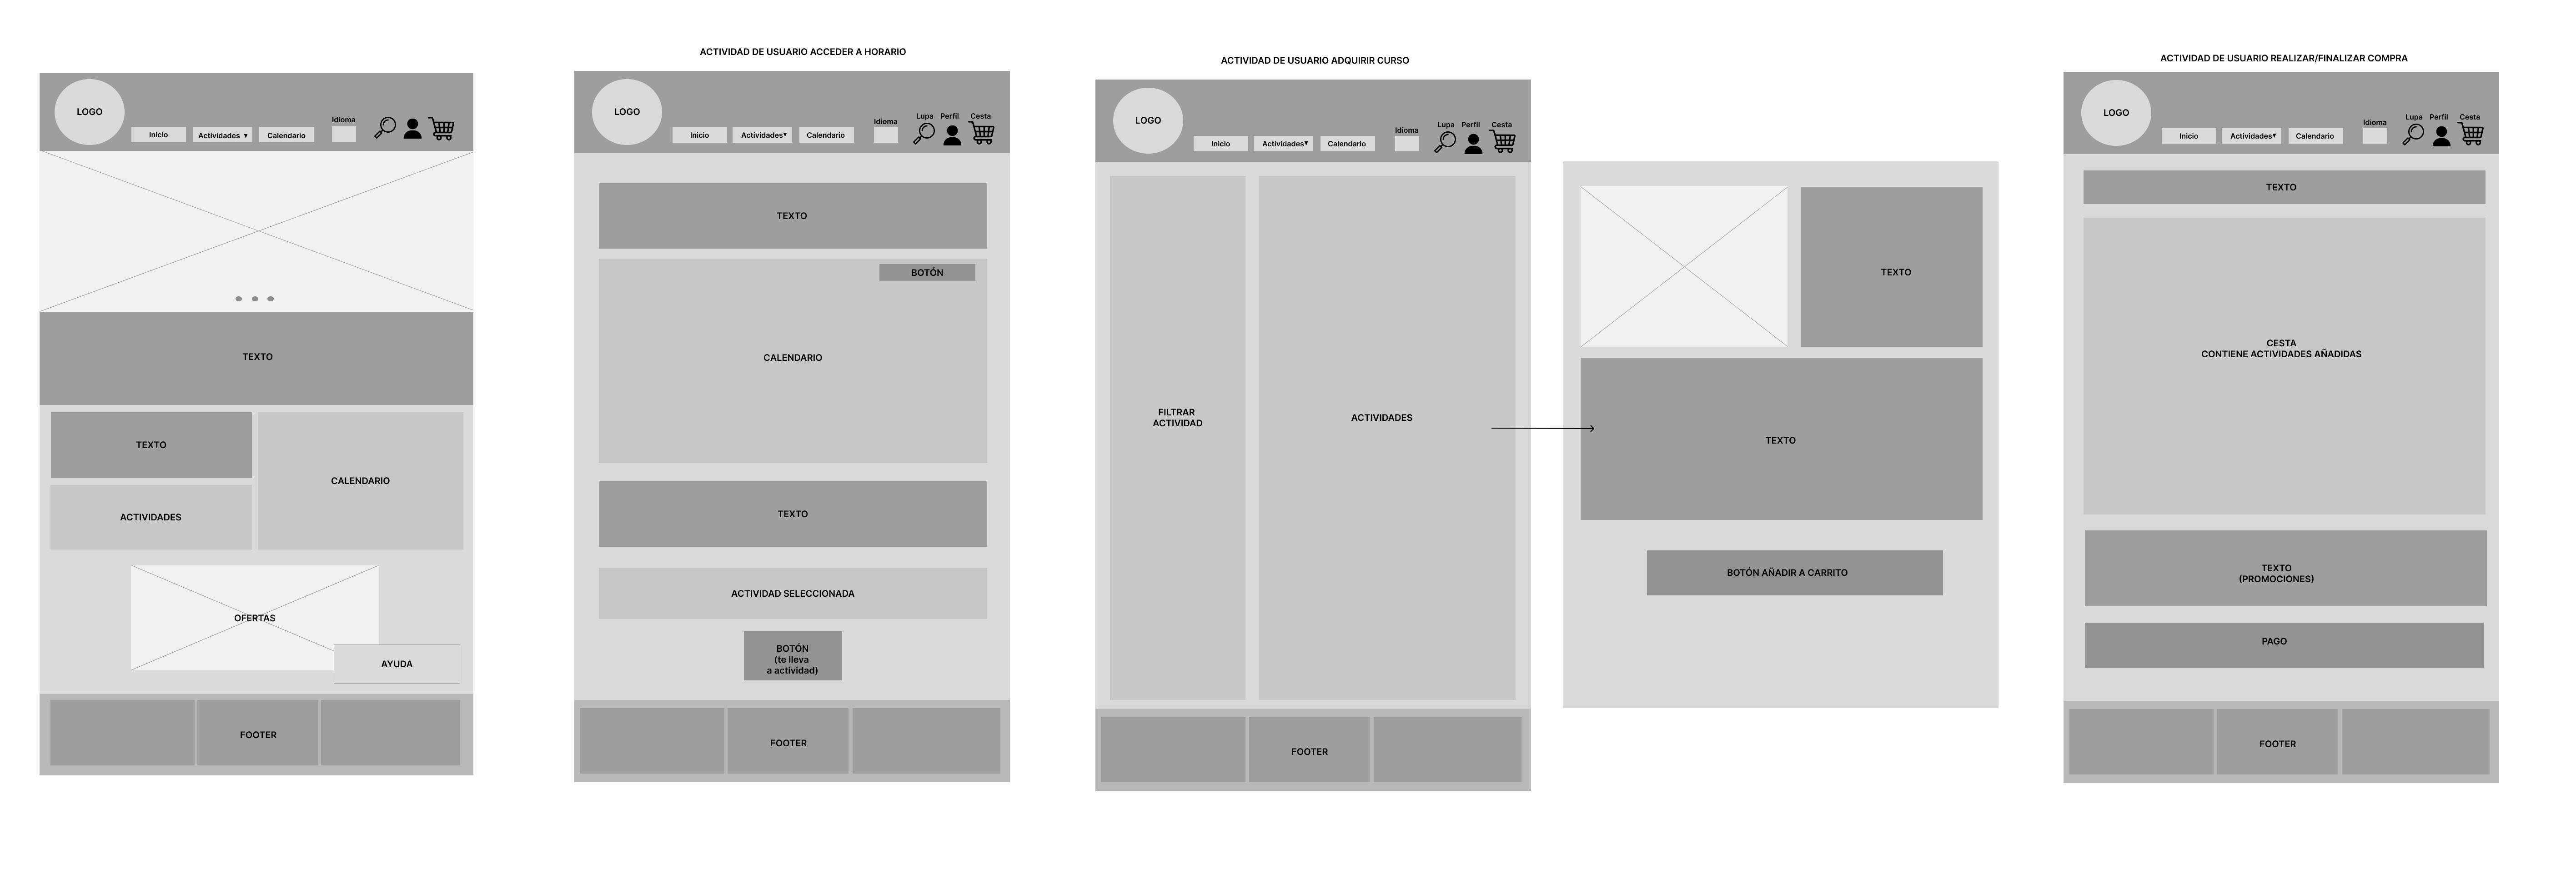 LOGO
Inicio
Actividades ▾
Calendario
Idioma
TEXTO
TEXTO
ACTIVIDADES
CALENDARIO
OFERTAS
AYUDA
FOOTER
ACTIVIDAD DE USUARIO ACCEDER A HORARIO
LOGO
Inicio
Actividades▾
Calendario
Idioma
Lupa
Perfil
Cesta
TEXTO
BOTÓN
CALENDARIO
TEXTO
ACTIVIDAD SELECCIONADA
BOTÓN
(te lleva
a actividad)
FOOTER
ACTIVIDAD DE USUARIO ADQUIRIR CURSO
LOGO
Inicio
Actividades▾
Calendario
Idioma
Lupa
Perfil
Cesta
FILTRAR
ACTIVIDAD
ACTIVIDADES
FOOTER
TEXTO
TEXTO
BOTÓN AÑADIR A CARRITO
ACTIVIDAD DE USUARIO REALIZAR/FINALIZAR COMPRA
LOGO
Inicio
Actividades▾
Calendario
Idioma
Lupa
Perfil
Cesta
TEXTO
CESTA
CONTIENE ACTIVIDADES AÑADIDAS
TEXTO
(PROMOCIONES)
PAGO
FOOTER